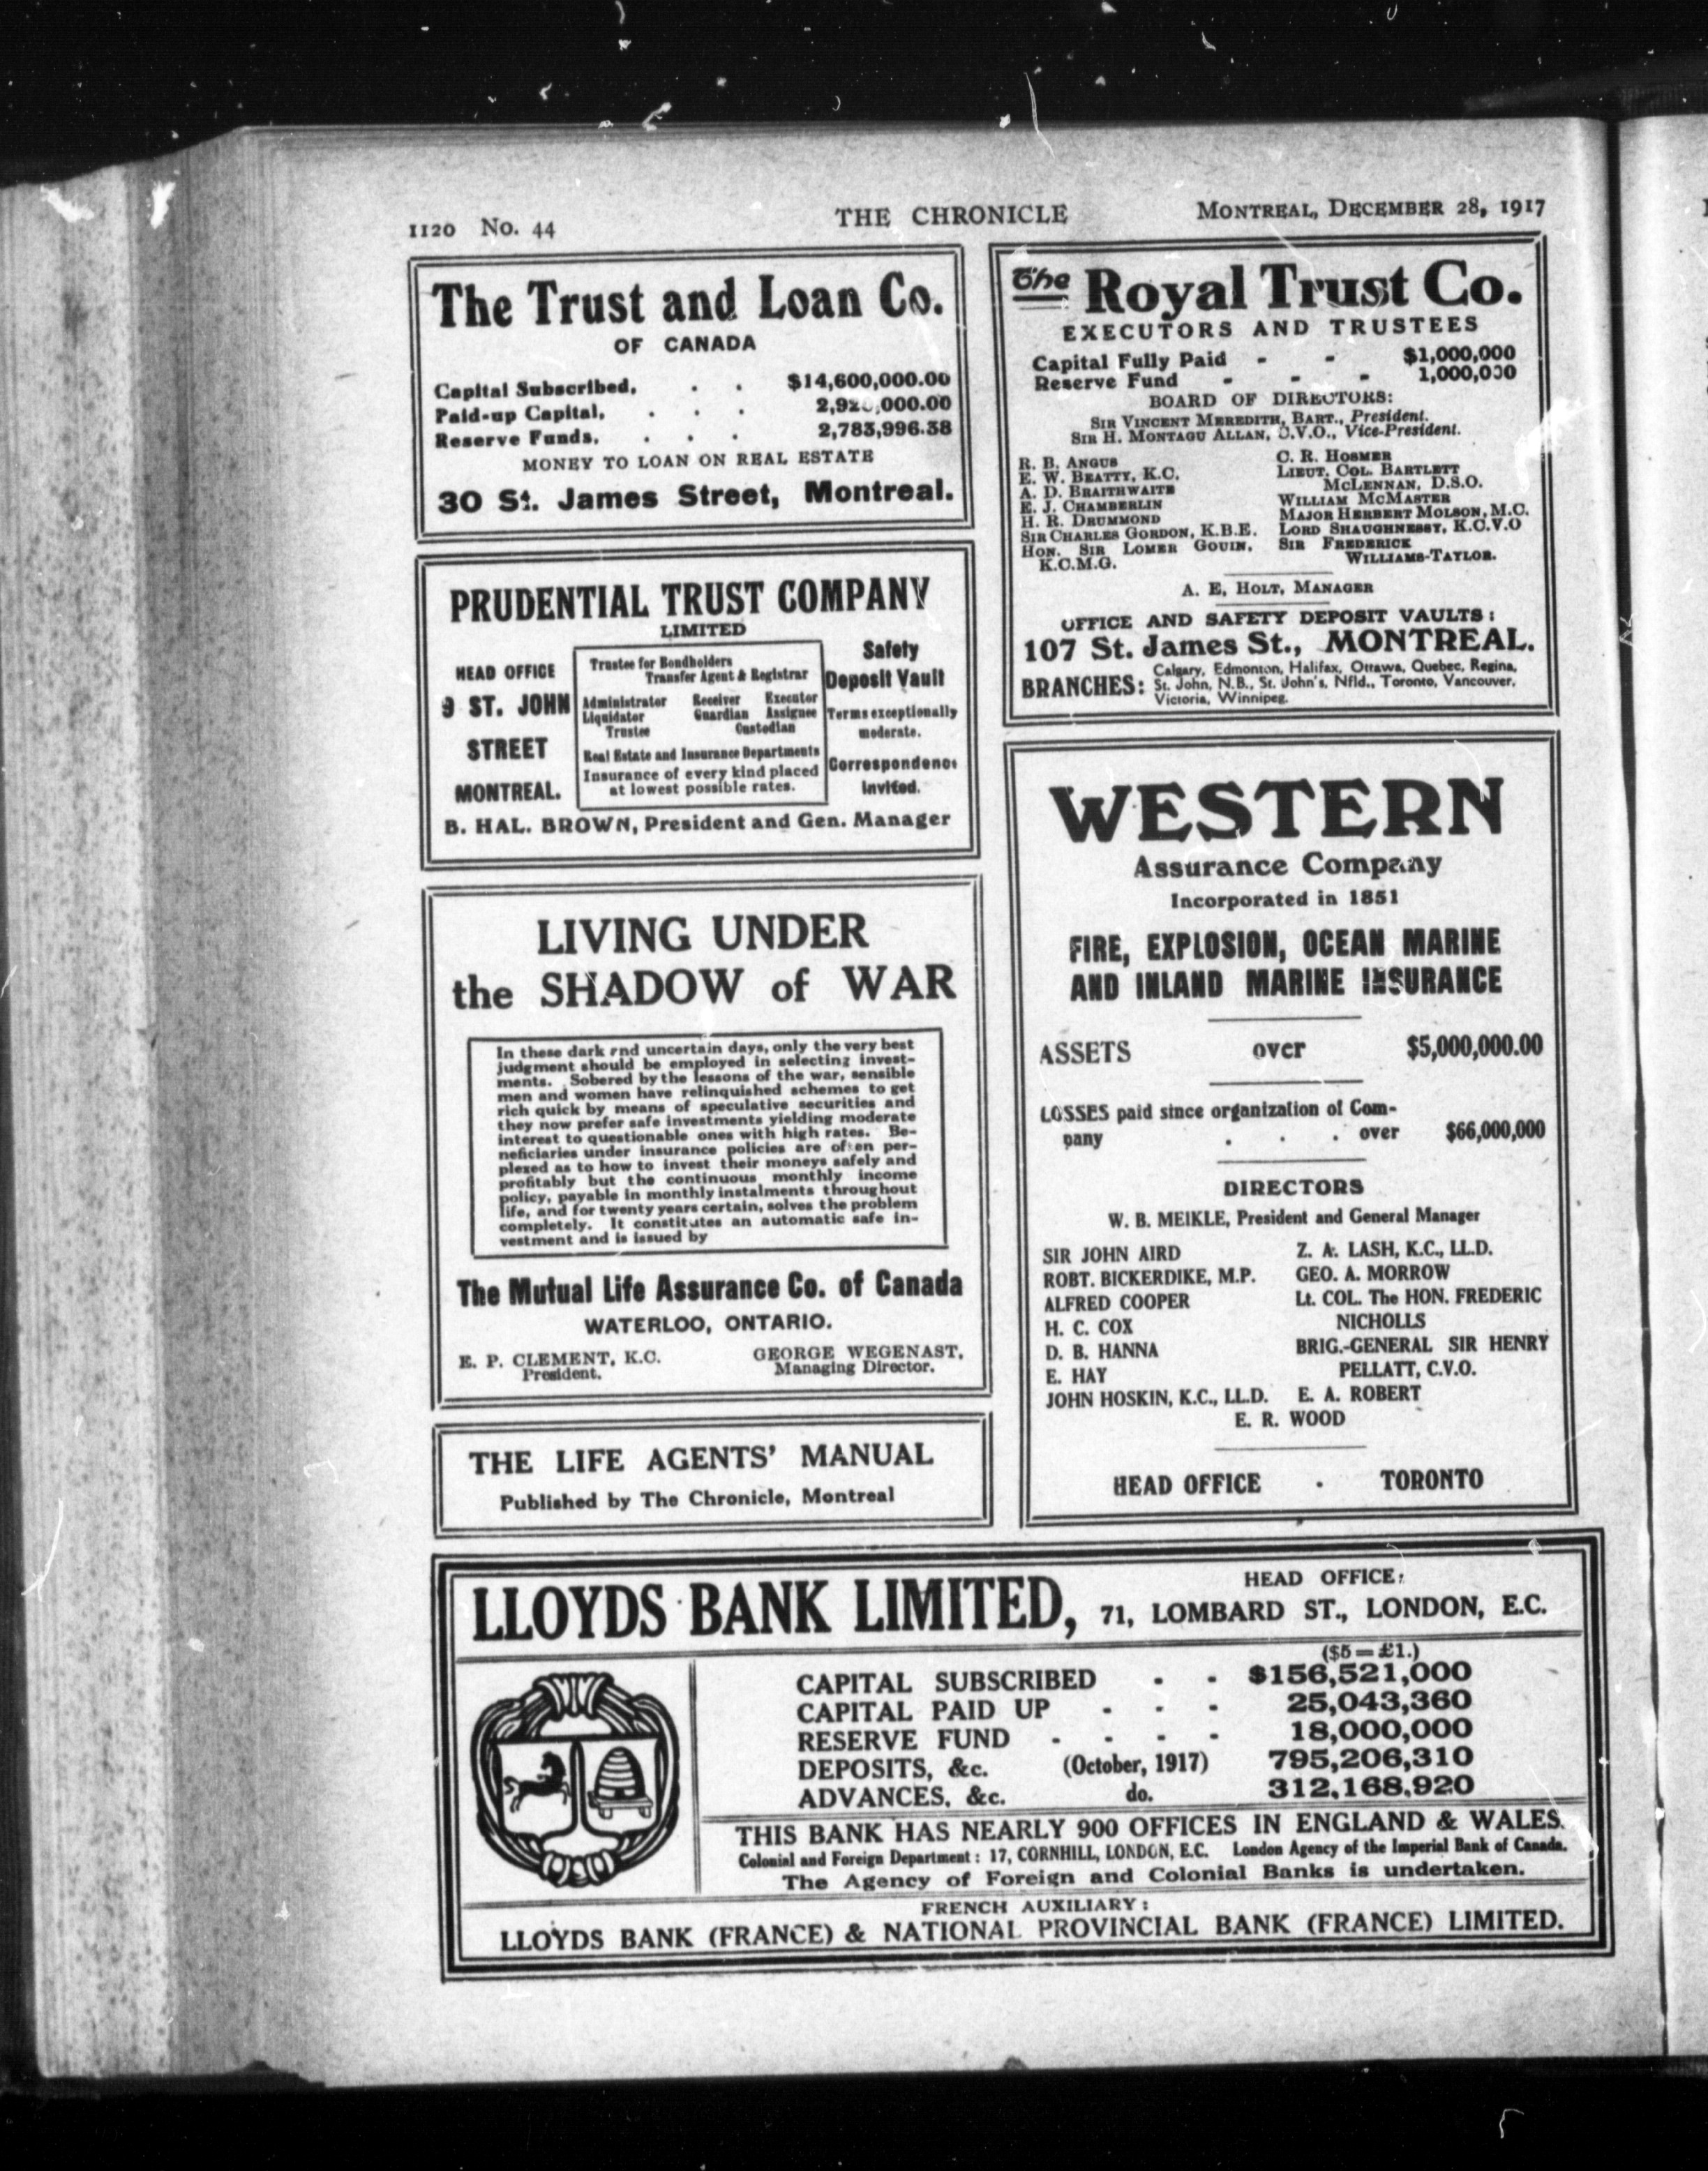 1120 No. 44
THE CHRONICLE
MONTREAL, DECEMBER 28, 1917
The Trust and Loan Co.
OF CANADA
Capital Subscribed, . . $14,600,000.00
Paid-up Capital, . . . ,000.00
Reserve Funds, . . . 2,783,996.38
MONEY TO LOAN ON REAL ESTATE
30 St. James Street, Montreal.
PRUDENTIAL TRUST COMPANY
LIMITED
HEAD OFFICE
9 ST. JOHN
STREET
MONTREAL.
Trustee for Bondholders
Transfer Agent & Registrar
Administrator Receiver Executor
Liquidator Guardian Assignee
Trustee Custodian
Real Estate and Insurance Departments
Insurance of every kind placed
at lowest possible rates.
Safety
Deposit Vault
Terms exceptionally
moderate.
Correspondence
invited.
B. HAL. BROWN, President and Gen. Manager
LIVING UNDER
the SHADOW of WAR
In these dark and uncertain days, only the very best
judgment should be employed in selecting invest-
ments. Sobered by the lessons of the war, sensible
men and women have relinquished schemes to get
rich quick by means of speculative securities and
they now prefer safe investments yielding moderate
interest to questionable ones with high rates. Be-
neficiaries under insurance policies are often per-
plexed as to how to invest their moneys safely and
profitably but the continuous monthly income
policy, payable in monthly instalments throughout
life, and for twenty years certain, solves the problem
completely. It constitutes an automatic safe in-
vestment and is issued by
The Mutual Life Assurance Co. of Canada
WATERLOO, ONTARIO.
E. P. CLEMENT, K.C. GEORGE WEGENAST,
President. Managing Director.
THE LIFE AGENTS' MANUAL
Published by The Chronicle, Montreal
The Royal Trust Co.
EXECUTORS AND TRUSTEES
Capital Fully Paid - - $1,000,000
Reserve Fund - - - 1,000,000
BOARD OF DIRECTORS:
SIR VINCENT MEREDITH, BART., President.
SIR H. MONTAGU ALLAN, C.V.O., Vice-President.
R. B. ANGUS
E. W. BEATTY, K.C.
A. D. BRAITHWAITE
E. J. CHAMBERLIN
H. R. DRUMMOND
SIR CHARLES GORDON, K.B.E.
HON. SIR LOMER GOUIN,
K.C.M.G.
C. R. HOSMER
LIEUT. COL. BARTLETT
MCLENNAN, D.S.O.
WILLIAM MCMASTER
MAJOR HERBERT MOLSON, M.C.
LORD SHAUGHNESSY, K.C.V.O
SIR FREDERICK
WILLIAMS-TAYLOR.
A. E. HOLT, MANAGER
OFFICE AND SAFETY DEPOSIT VAULTS:
107 St. James St., MONTREAL.
BRANCHES: Calgary, Edmonton, Halifax, Ottawa, Quebec, Regina,
St. John, N.B., St. John's, Nfld., Toronto, Vancouver,
Victoria, Winnipeg.
WESTERN
Assurance Company
Incorporated in 1851
FIRE, EXPLOSION, OCEAN MARINE
AND INLAND MARINE INSURANCE
ASSETS over $5,000,000.00
LOSSES paid since organization of Com-
pany . . . over $66,000,000
DIRECTORS
W. B. MEIKLE, President and General Manager
SIR JOHN AIRD
ROBT. BICKERDIKE, M.P.
ALFRED COOPER
H. C. COX
D. B. HANNA
E. HAY
JOHN HOSKIN, K.C., LL.D.
Z. A. LASH, K.C., LL.D.
GEO. A. MORROW
Lt. COL. The HON. FREDERIC
NICHOLLS
BRIG.-GENERAL SIR HENRY
PELLATT, C.V.O.
E. A. ROBERT
E. R. WOOD
HEAD OFFICE . TORONTO
LLOYDS BANK LIMITED,
HEAD OFFICE:
71, LOMBARD ST., LONDON, E.C.
($5 = £1.)
CAPITAL SUBSCRIBED - - $156,521,000
CAPITAL PAID UP - - - 25,043,360
RESERVE FUND - - - - 18,000,000
DEPOSITS, &c. (October, 1917) 795,206,310
ADVANCES, &c. do. 312,168,920
THIS BANK HAS NEARLY 900 OFFICES IN ENGLAND & WALES.
Colonial and Foreign Department: 17, CORNHILL, LONDON, E.C. London Agency of the Imperial Bank of Canada.
The Agency of Foreign and Colonial Banks is undertaken.
FRENCH AUXILIARY:
LLOYDS BANK (FRANCE) & NATIONAL PROVINCIAL BANK (FRANCE) LIMITED.